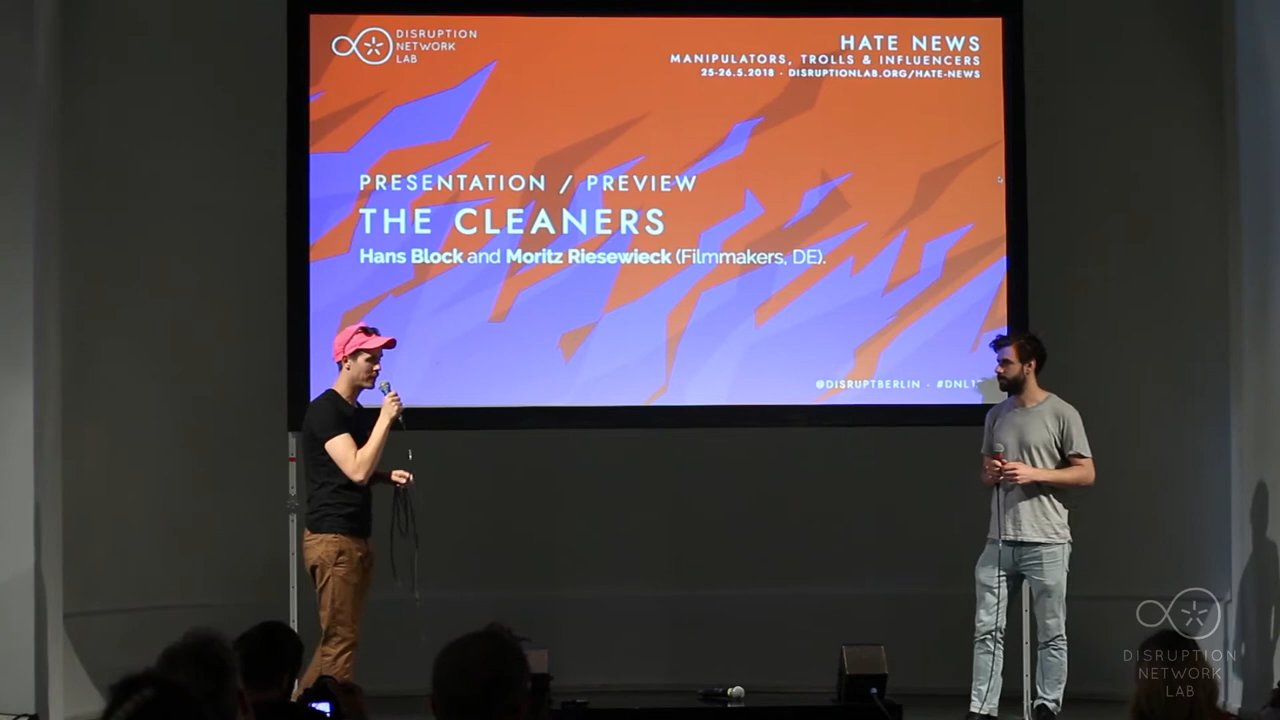 DISRUPTION
NETWORK
LAB
HATE NEWS
MANIPULATORS, TROLLS & INFLUENCERS
25-26.5.2018 · DISRUPTIONLAB.ORG/HATE-NEWS
PRESENTATION / PREVIEW
THE CLEANERS
Hans Block and Moritz Riesewieck (Filmmakers, DE).
@DISRUPTBERLIN · #DNL1
DISRUPTION
NETWORK
LAB